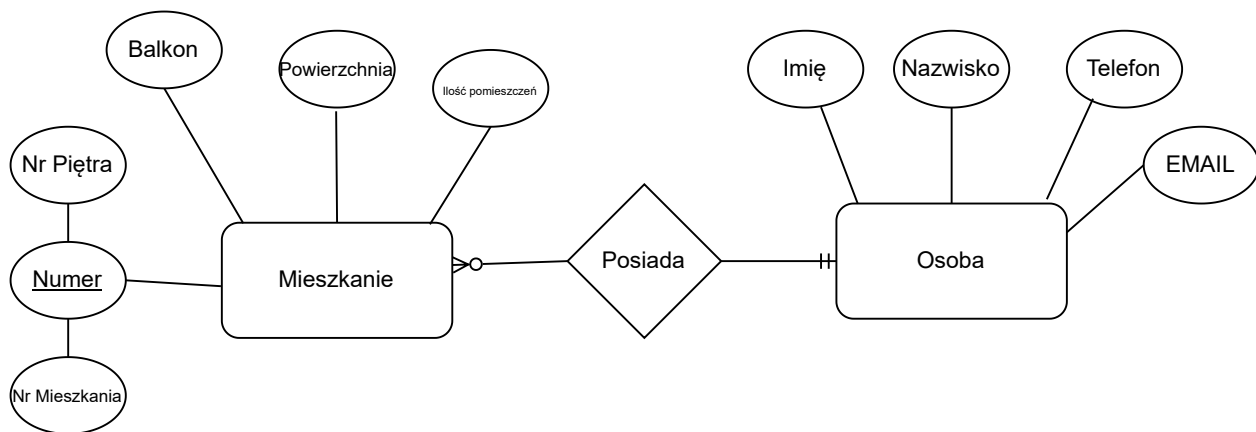 Balkon
Powierzchnia
Ilość pomieszczeń
Imię
Nazwisko
Telefon
Nr Piętra
EMAIL
Numer
Mieszkanie
Posiada
Osoba
Nr Mieszkania